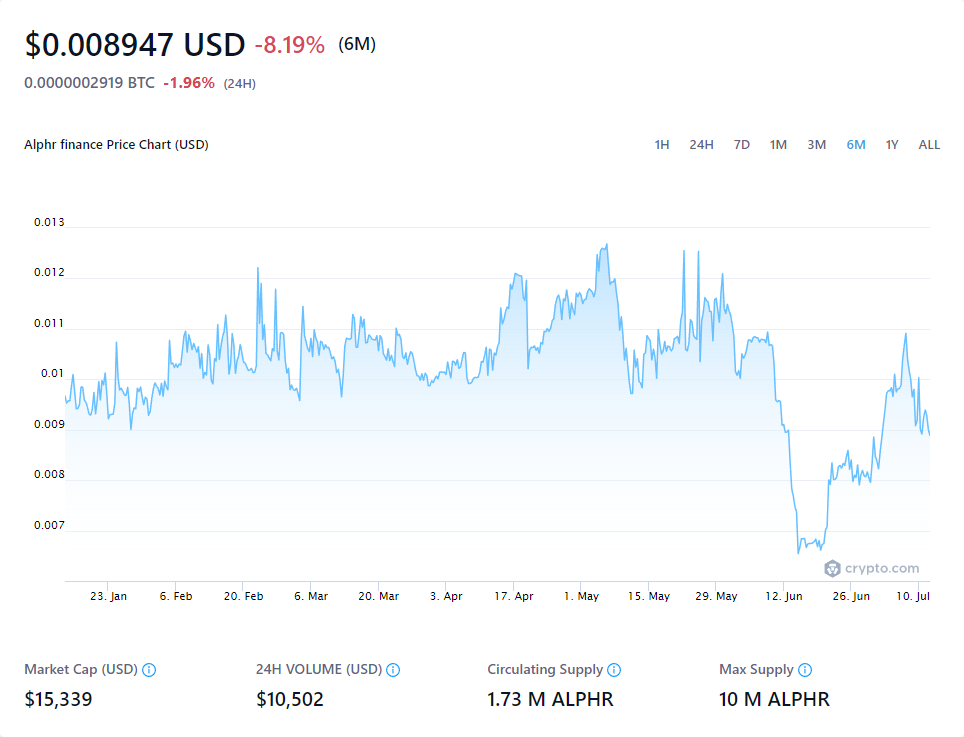 $0.008947 USD -8.19% (6M)
0.0000002919 BTC -1.96% (24H)
Alphr finance Price Chart (USD)
1H 24H 7D 1M 3M 6M 1Y ALL
0.013
0.012
0.011
0.01
0.009
0.008
0.007
crypto.com
23. Jan 6. Feb 20. Feb 6. Mar 20. Mar 3. Apr 17. Apr 1. May 15. May 29. May 12. Jun 26. Jun 10. Jul
Market Cap (USD) 24H VOLUME (USD) Circulating Supply Max Supply
$15,339 $10,502 1.73 M ALPHR 10 M ALPHR